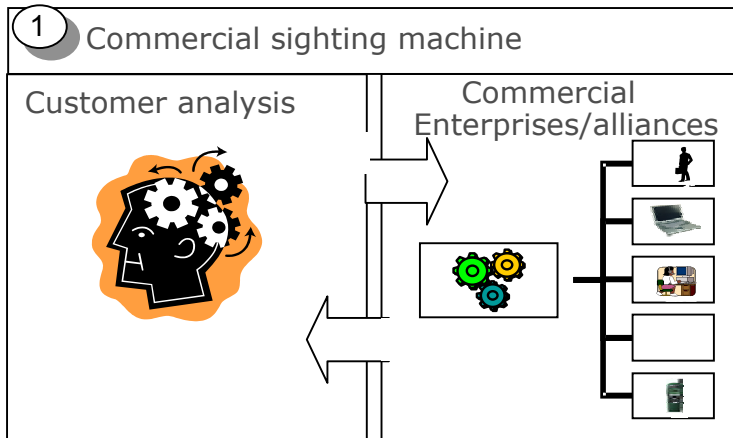 1
Commercial sighting machine
Customer analysis
Commercial
Enterprises/alliances